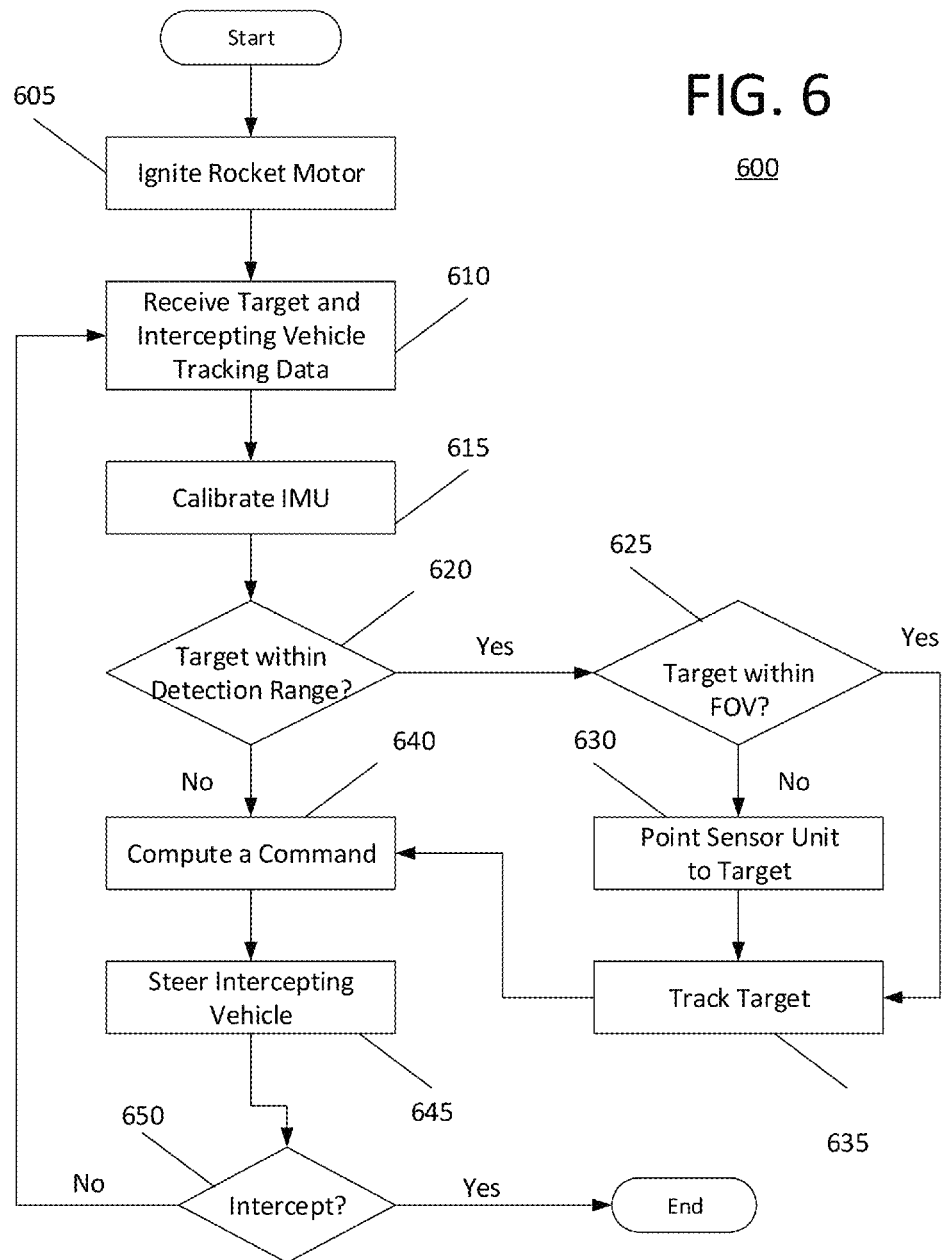 Start
FIG. 6
600
605
Ignite Rocket Motor
610
Receive Target and
Intercepting Vehicle
Tracking Data
615
Calibrate IMU
620
625
Target within
Detection Range?
Yes
Target within
FOV?
Yes
No
640
630
No
Compute a Command
Point Sensor Unit
to Target
Steer Intercepting
Vehicle
Track Target
645
635
650
No
Intercept?
Yes
End